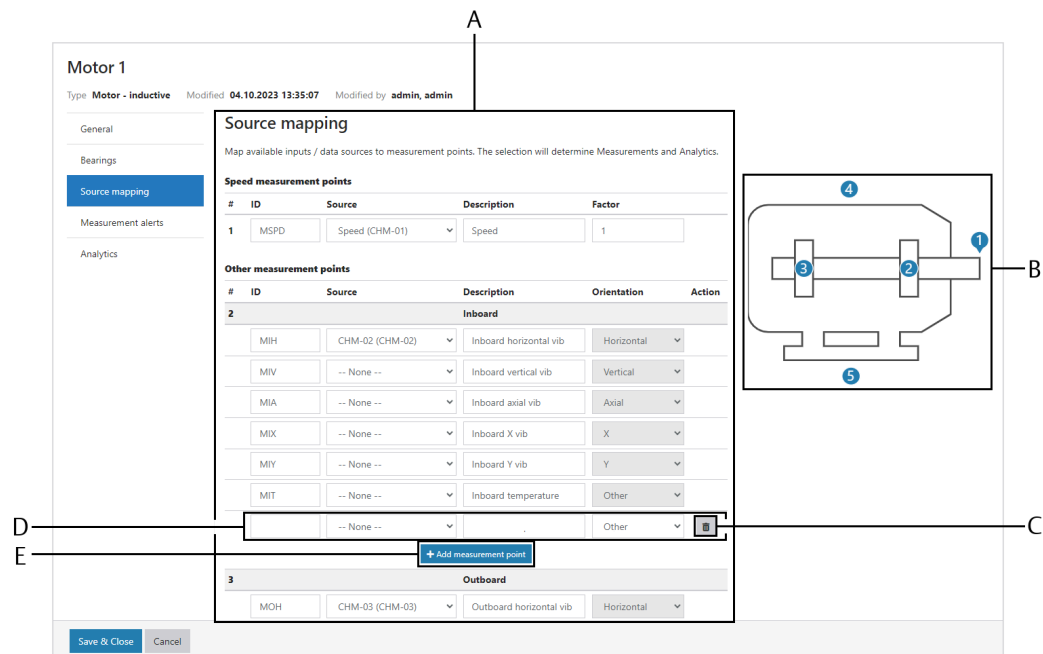 A
Motor 1
Type Motor - inductive Modified 04.10.2023 13:35:07 Modified by admin, admin
General
Bearings
Source mapping
Measurement alerts
Analytics
Source mapping
Map available inputs / data sources to measurement points. The selection will determine Measurements and Analytics.
Speed measurement points
# ID Source Description Factor
1 MSPD Speed (CHM-01) Speed 1
Other measurement points
# ID Source Description Orientation Action
2 Inboard
MIH CHM-02 (CHM-02) Inboard horizontal vib Horizontal
MIV -- None -- Inboard vertical vib Vertical
MIA -- None -- Inboard axial vib Axial
MIX -- None -- Inboard X vib X
MIY -- None -- Inboard Y vib Y
MIT -- None -- Inboard temperature Other
D -- None -- . Other C
E + Add measurement point
3 Outboard
MOH CHM-03 (CHM-03) Outboard horizontal vib Horizontal
4
1
3 2
B
5
Save & Close Cancel